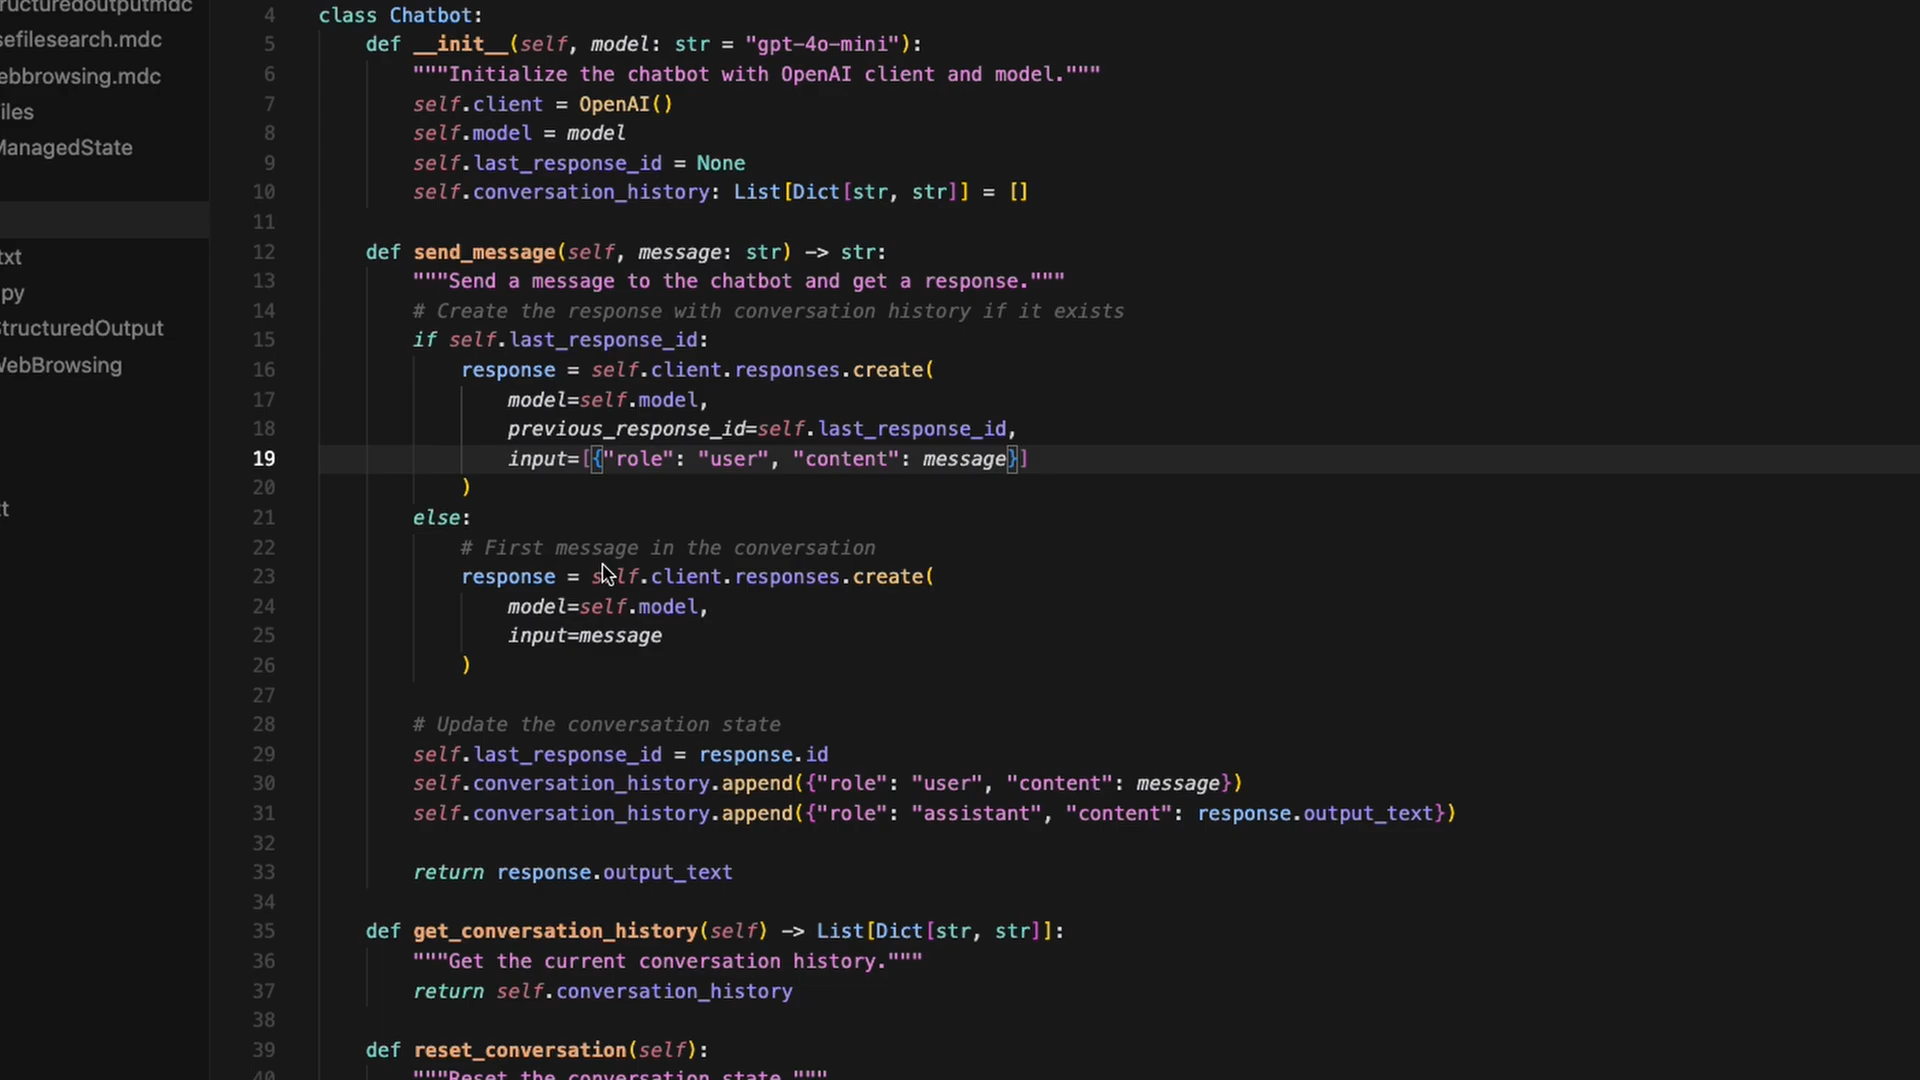 ructuredoutputmdc
sefilesearch.mdc
ebbrowsing.mdc
iles
ManagedState
txt
py
StructuredOutput
WebBrowsing
t
4 class Chatbot:
5 def __init__(self, model: str = "gpt-4o-mini"):
6 """Initialize the chatbot with OpenAI client and model."""
7 self.client = OpenAI()
8 self.model = model
9 self.last_response_id = None
10 self.conversation_history: List[Dict[str, str]] = []
11
12 def send_message(self, message: str) -> str:
13 """Send a message to the chatbot and get a response."""
14 # Create the response with conversation history if it exists
15 if self.last_response_id:
16 response = self.client.responses.create(
17 model=self.model,
18 previous_response_id=self.last_response_id,
19 input=[{"role": "user", "content": message}]
20 )
21 else:
22 # First message in the conversation
23 response = self.client.responses.create(
24 model=self.model,
25 input=message
26 )
27
28 # Update the conversation state
29 self.last_response_id = response.id
30 self.conversation_history.append({"role": "user", "content": message})
31 self.conversation_history.append({"role": "assistant", "content": response.output_text})
32
33 return response.output_text
34
35 def get_conversation_history(self) -> List[Dict[str, str]]:
36 """Get the current conversation history."""
37 return self.conversation_history
38
39 def reset_conversation(self):
40 """Reset the conversation state."""